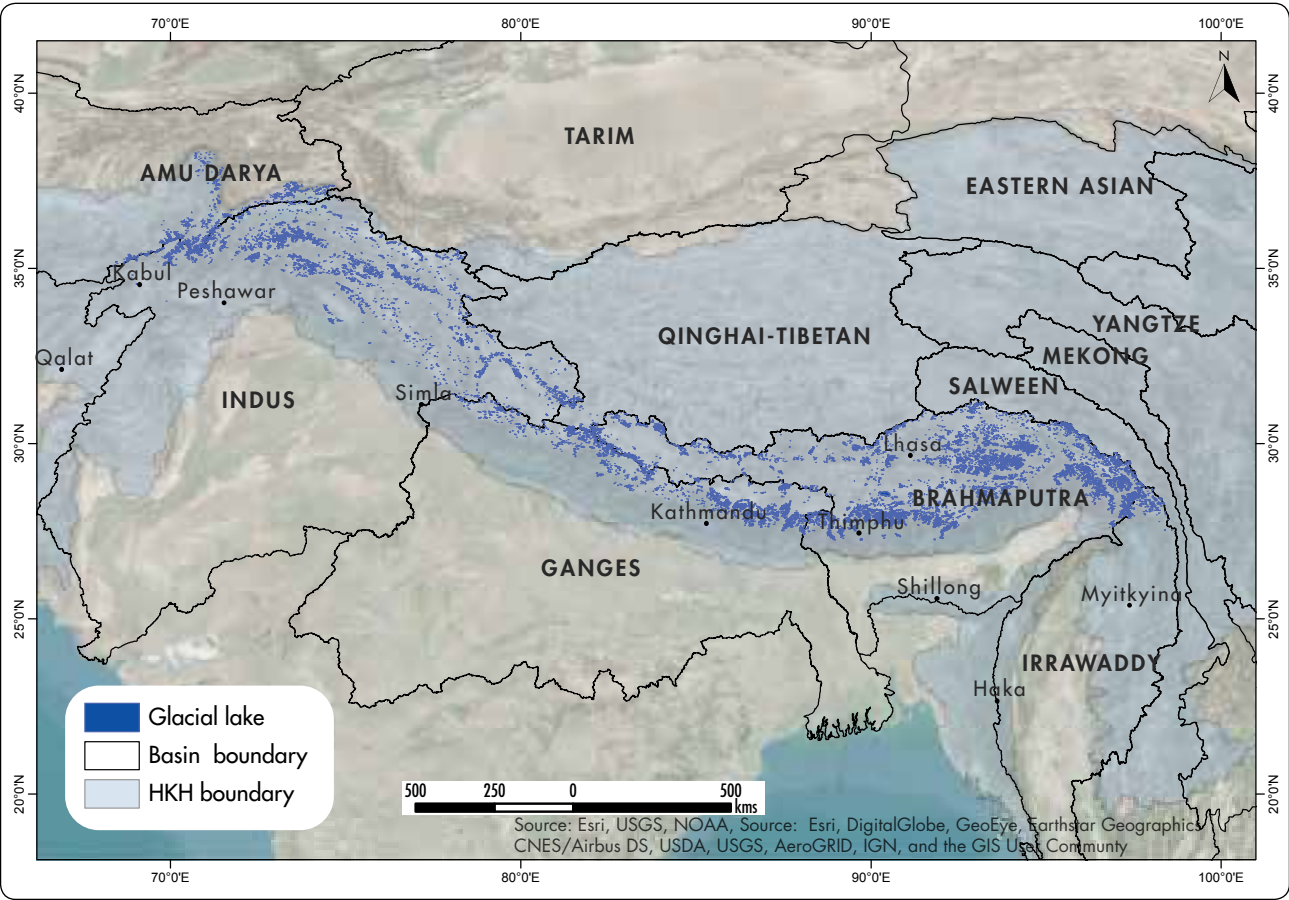 70°0'E 80°0'E 90°0'E 100°0'E
N
40°0'N 40°0'N
TARIM
AMU DARYA
EASTERN ASIAN
35°0'N 35°0'N
Kabul
Peshawar
YANGTZE
QINGHAI-TIBETAN
MEKONG
Qalat
SALWEEN
Simla
INDUS
30°0'N 30°0'N
Lhasa
BRAHMAPUTRA
Kathmandu
Thimphu
GANGES
Shillong
Myitkyina
25°0'N 25°0'N
IRRAWADDY
Haka
Glacial lake
Basin boundary
HKH boundary
500 250 0 500
kms
20°0'N 20°0'N
Source: Esri, USGS, NOAA, Source: Esri, DigitalGlobe, GeoEye, Earthstar Geographics
CNES/Airbus DS, USDA, USGS, AeroGRID, IGN, and the GIS User Communty
70°0'E 80°0'E 90°0'E 100°0'E